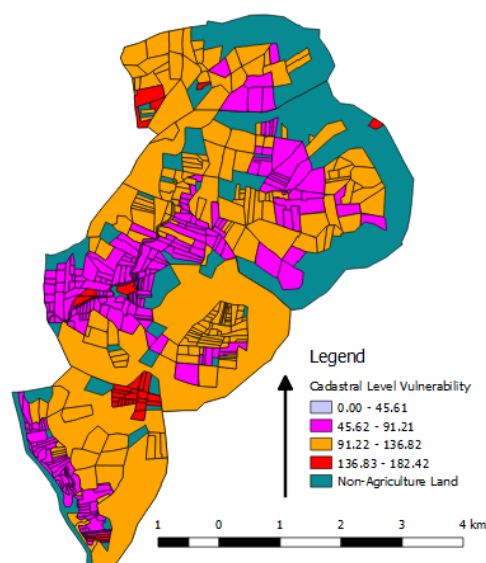 Legend
Cadastral Level Vulnerability
0.00 - 45.61
45.62 - 91.21
91.22 - 136.82
136.83 - 182.42
Non-Agriculture Land
1 0 1 2 3 4 km